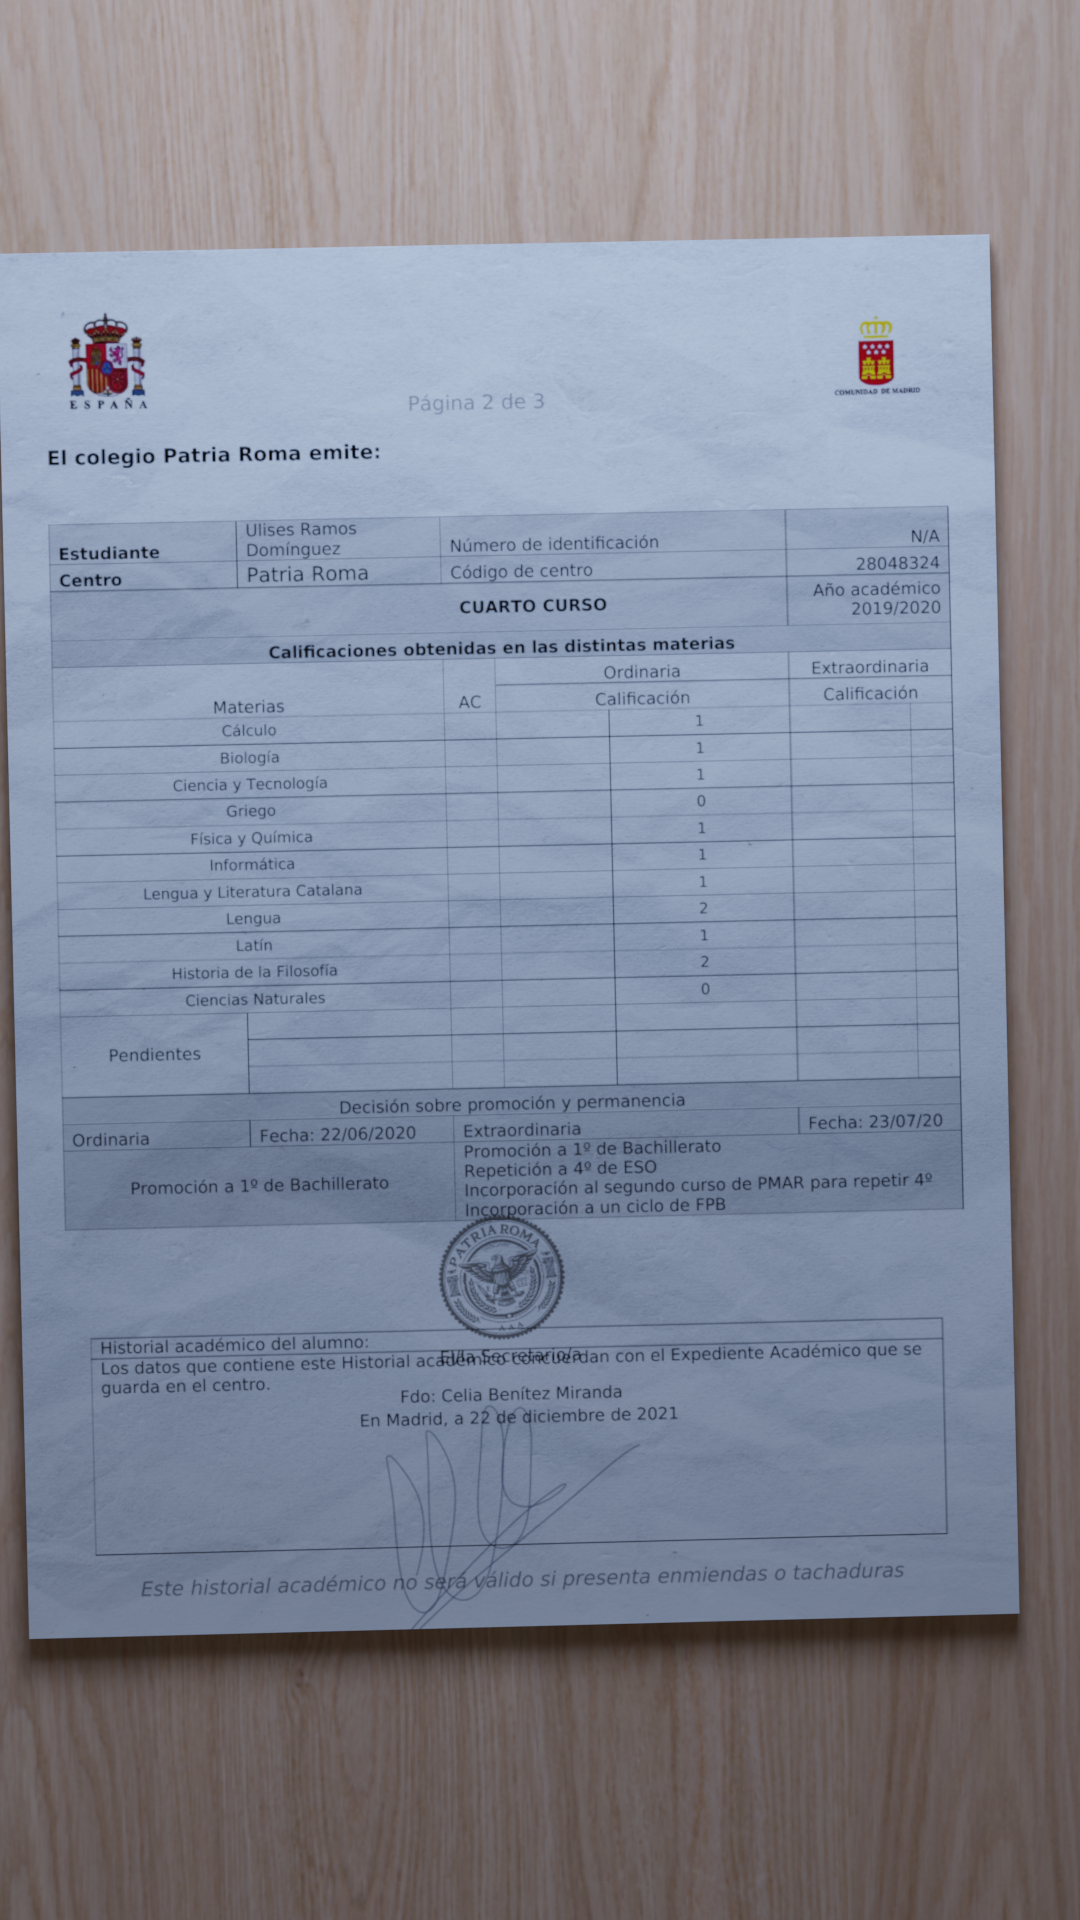 ESPAÑA
COMUNIDAD DE MADRID
Página 2 de 3
El colegio Patria Roma emite:
Estudiante Ulises Ramos Domínguez Número de identificación N/A
Centro Patria Roma Código de centro 28048324
CUARTO CURSO Año académico 2019/2020
Calificaciones obtenidas en las distintas materias
Materias AC Ordinaria Extraordinaria
Calificación Calificación
Cálculo 1
Biología 1
Ciencia y Tecnología 1
Griego 0
Física y Química 1
Informática 1
Lengua y Literatura Catalana 1
Lengua 2
Latín 1
Historia de la Filosofía 2
Ciencias Naturales 0
Pendientes
Decisión sobre promoción y permanencia
Ordinaria Fecha: 22/06/2020 Extraordinaria Fecha: 23/07/20
Promoción a 1º de Bachillerato
Promoción a 1º de Bachillerato
Repetición a 4º de ESO
Incorporación al segundo curso de PMAR para repetir 4º
Incorporación a un ciclo de FPB
PATRIA ROMA
Historial académico del alumno:
El/la Secretario/a
Los datos que contiene este Historial académico concuerdan con el Expediente Académico que se
guarda en el centro.
Fdo: Celia Benítez Miranda
En Madrid, a 22 de diciembre de 2021
Este historial académico no será válido si presenta enmiendas o tachaduras